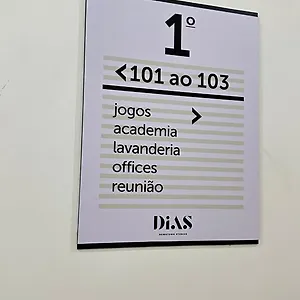 1º
<101 ao 103
jogos >
academia
lavanderia
offices
reunião
DiAS